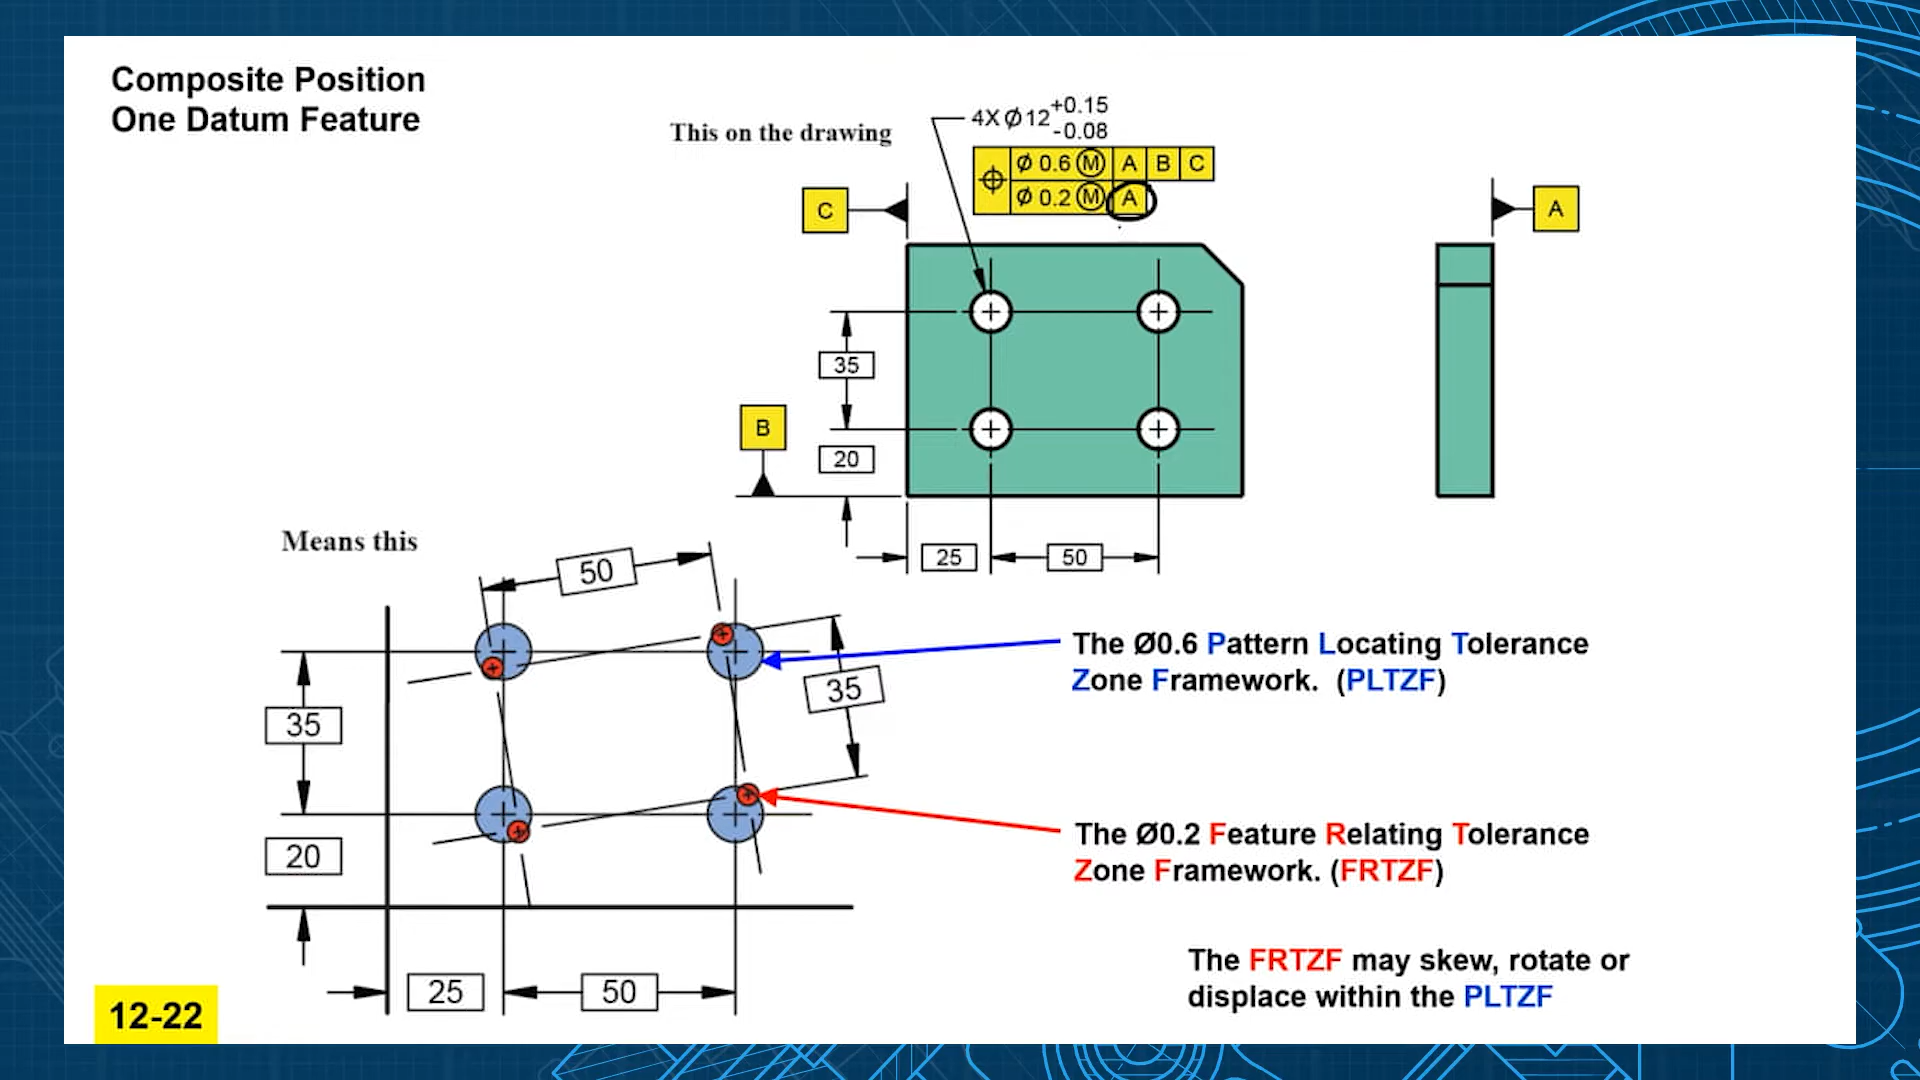 Composite Position
One Datum Feature
This on the drawing
4X Ø12 +0.15
-0.08
⌖ Ø 0.6 Ⓜ A B C
Ø 0.2 Ⓜ A
C
A
35
B
20
25
50
Means this
50
35
35
20
25
50
The Ø0.6 Pattern Locating Tolerance
Zone Framework. (PLTZF)
The Ø0.2 Feature Relating Tolerance
Zone Framework. (FRTZF)
The FRTZF may skew, rotate or
displace within the PLTZF
12-22